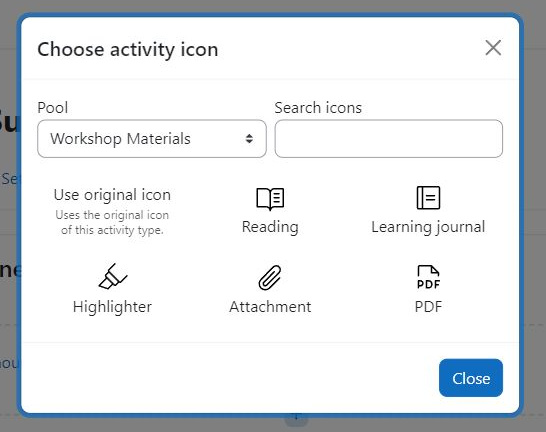 Choose activity icon
Pool
Search icons
Workshop Materials
Use original icon
Uses the original icon
of this activity type.
Reading
Learning journal
Highlighter
Attachment
PDF
PDF
Close